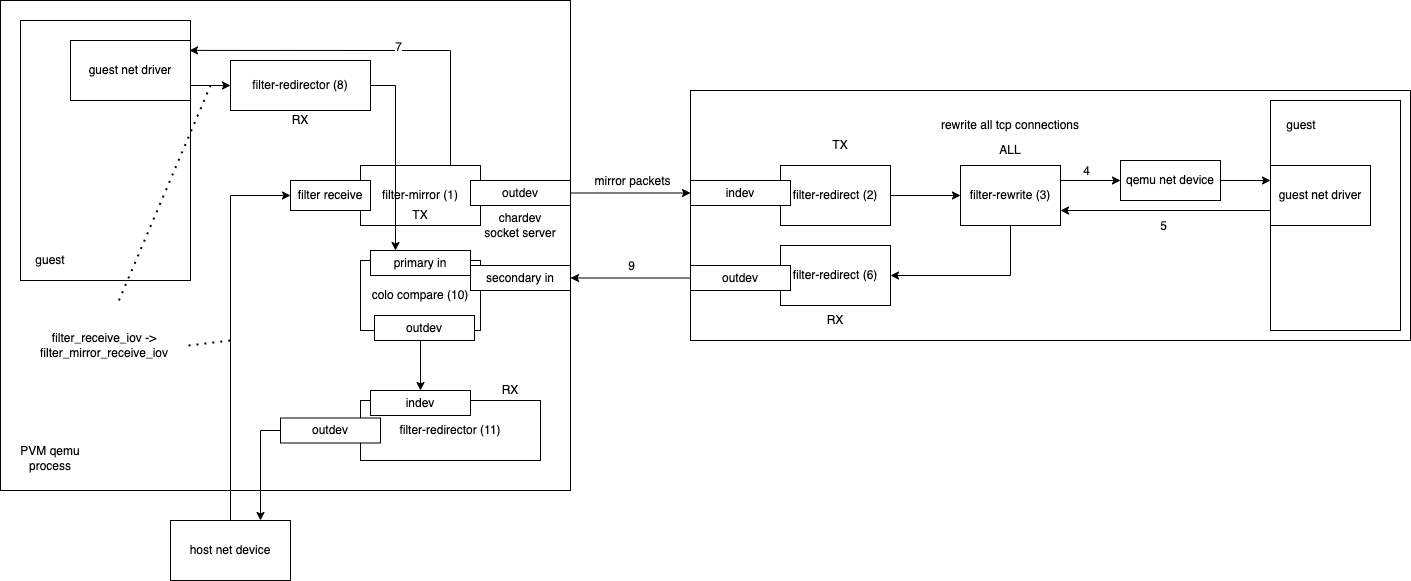 7
guest net driver
filter-redirector (8)
RX
filter receive
filter-mirror (1)
TX
outdev
chardev
socket server
mirror packets
guest
primary in
secondary in
colo compare (10)
outdev
9
filter_receive_iov ->
filter_mirror_receive_iov
indev
RX
outdev
filter-redirector (11)
PVM qemu
process
host net device
rewrite all tcp connections
TX
ALL
indev
filter-redirect (2)
filter-rewrite (3)
4
qemu net device
guest
guest net driver
5
outdev
filter-redirect (6)
RX